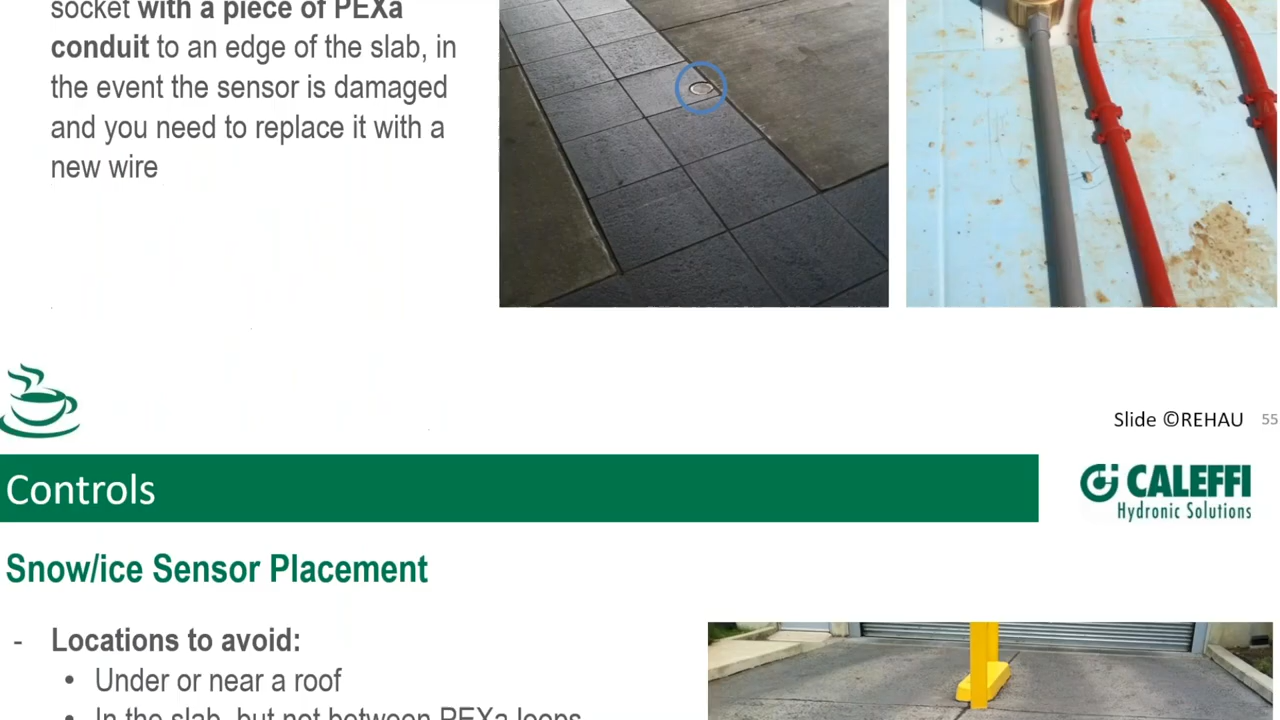 socket with a piece of PEXa
conduit to an edge of the slab, in
the event the sensor is damaged
and you need to replace it with a
new wire
Slide ©REHAU 55
Controls
CALEFFI
Hydronic Solutions
Snow/ice Sensor Placement
- Locations to avoid:
• Under or near a roof
• In the slab, but not between PEXa loops